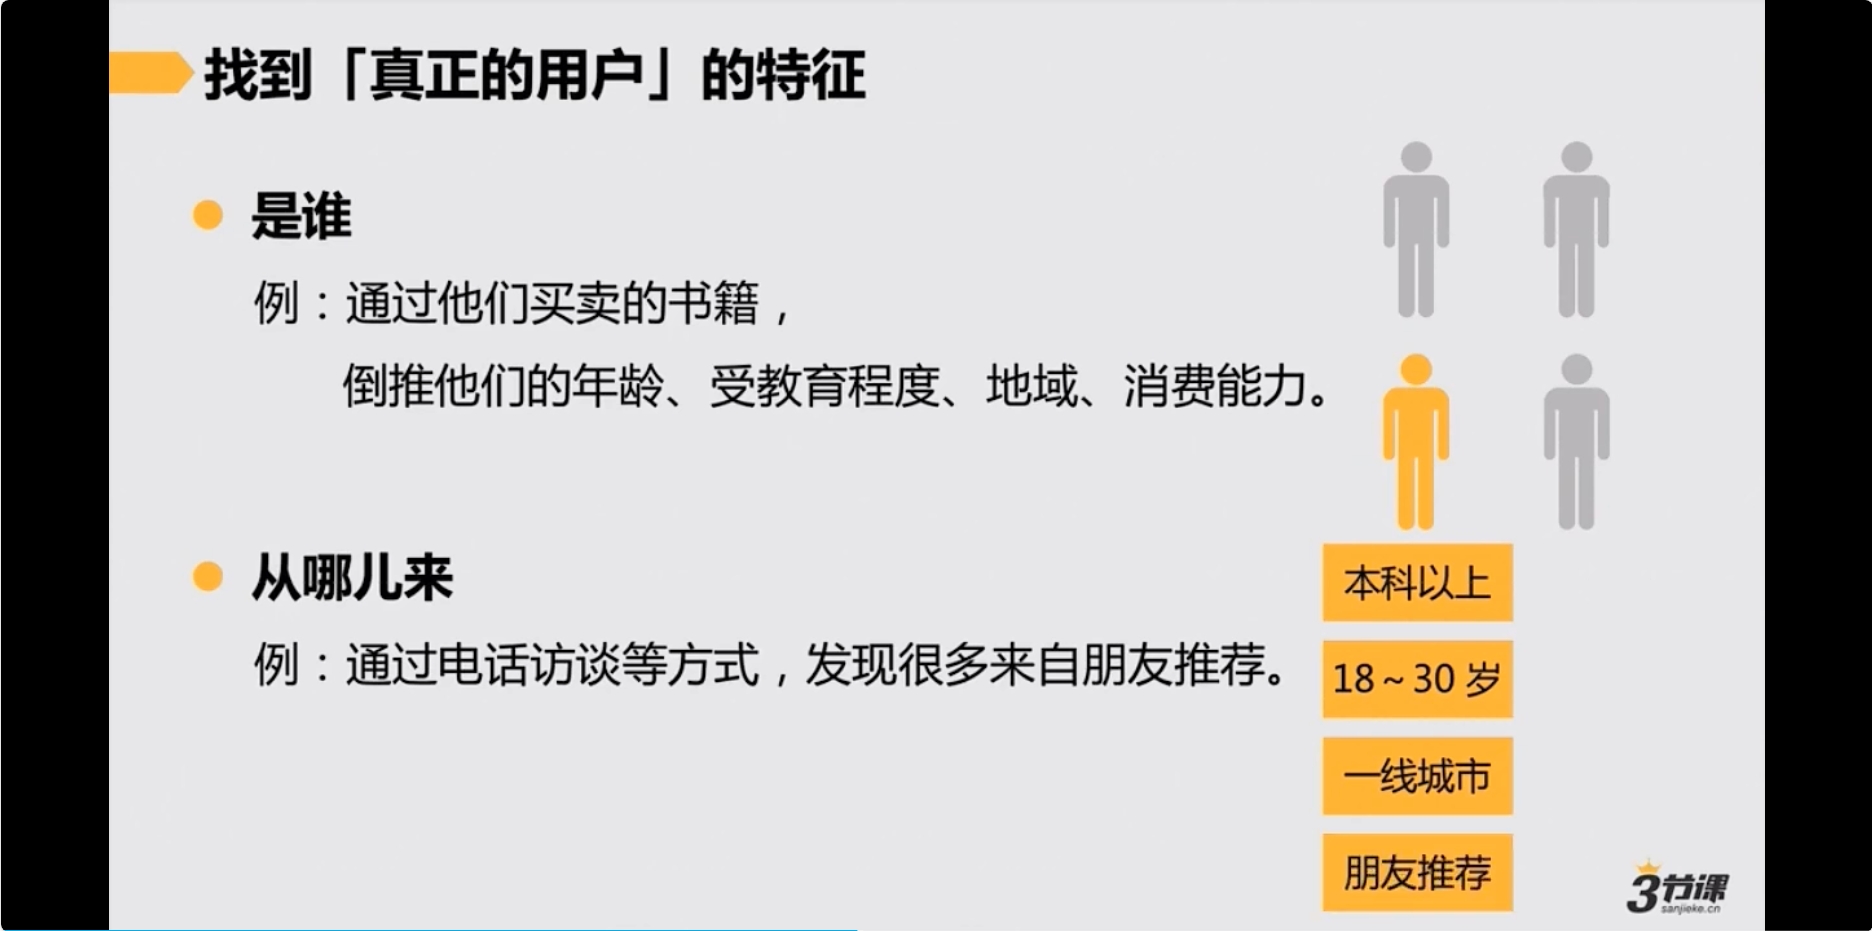 找到「真正的用户」的特征
是谁
例：通过他们买卖的书籍，
倒推他们的年龄、受教育程度、地域、消费能力。
从哪儿来
例：通过电话访谈等方式，发现很多来自朋友推荐。
本科以上
18～30 岁
一线城市
朋友推荐
3节课
sanjieke.cn